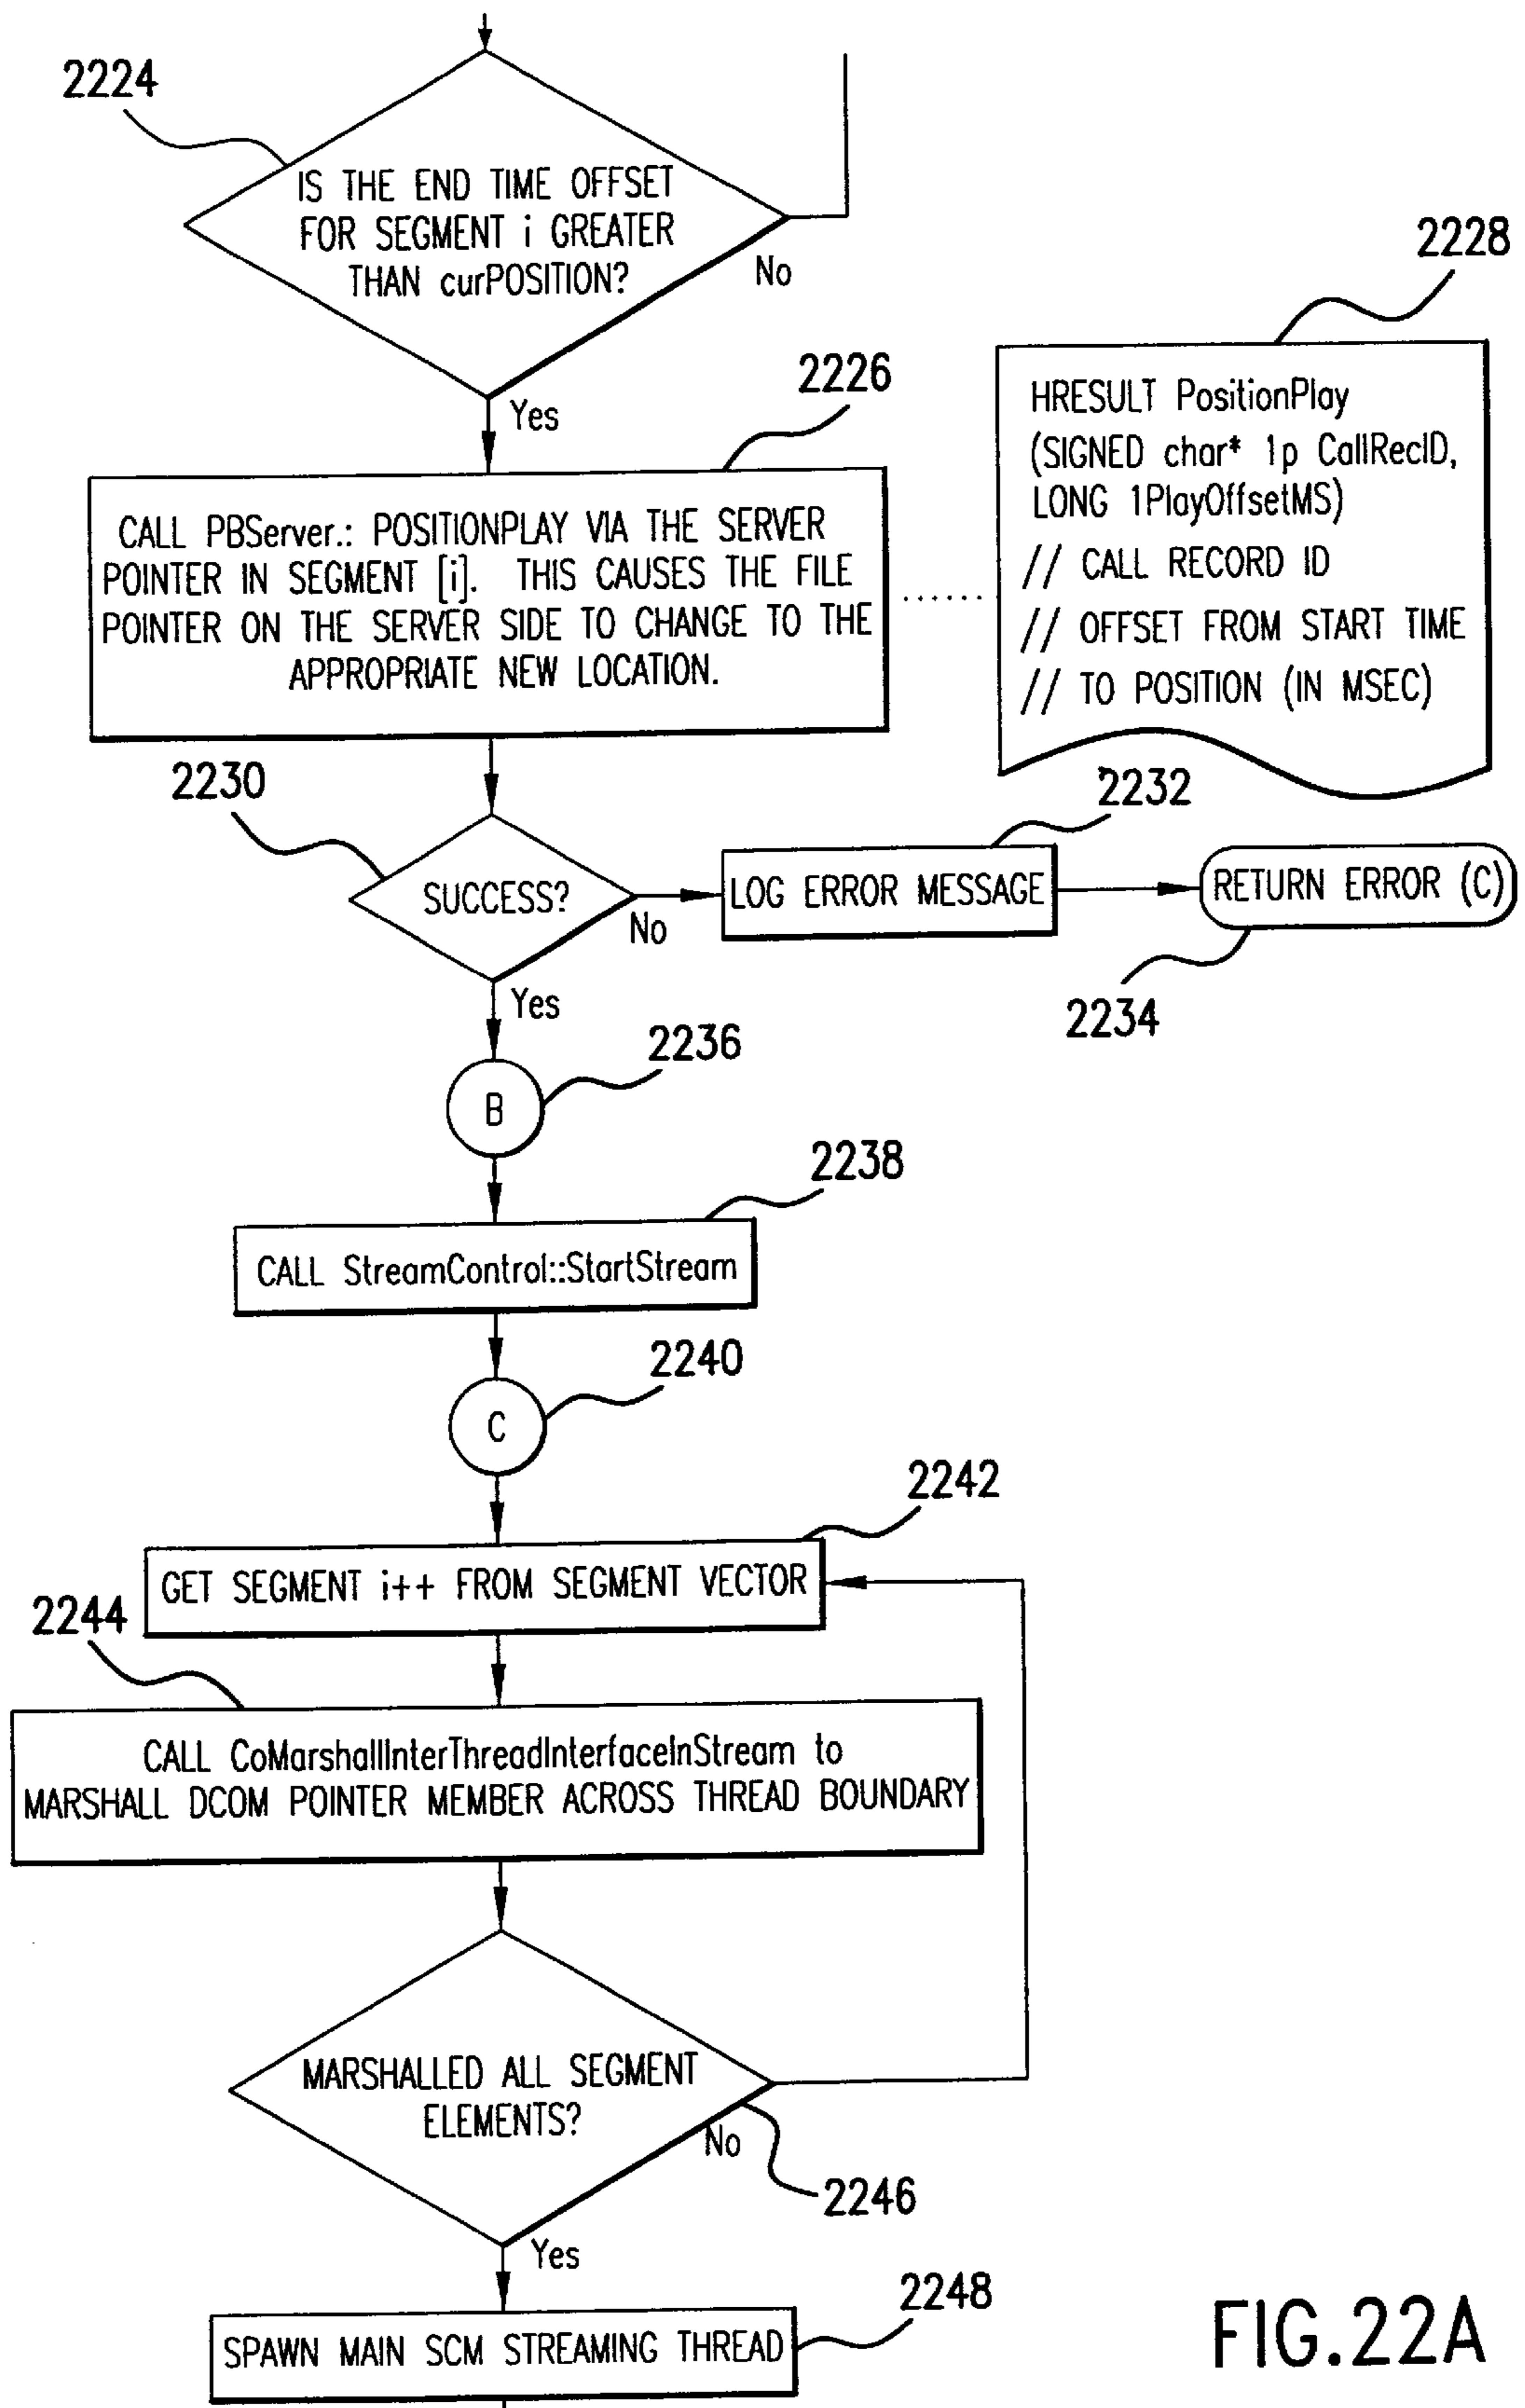 2224
IS THE END TIME OFFSET
FOR SEGMENT i GREATER
THAN curPOSITION?
No
Yes
2226
2228
CALL PBServer.: POSITIONPLAY VIA THE SERVER
POINTER IN SEGMENT [i]. THIS CAUSES THE FILE
POINTER ON THE SERVER SIDE TO CHANGE TO THE
APPROPRIATE NEW LOCATION.
HRESULT PositionPlay
(SIGNED char* 1p CallRecID,
LONG 1PlayOffsetMS)
// CALL RECORD ID
// OFFSET FROM START TIME
// TO POSITION (IN MSEC)
2230
2232
SUCCESS?
No
LOG ERROR MESSAGE
RETURN ERROR (C)
2234
Yes
2236
B
2238
CALL StreamControl::StartStream
2240
C
2242
GET SEGMENT i++ FROM SEGMENT VECTOR
2244
CALL CoMarshallInterThreadInterfaceInStream to
MARSHALL DCOM POINTER MEMBER ACROSS THREAD BOUNDARY
MARSHALLED ALL SEGMENT
ELEMENTS?
No
2246
Yes
2248
SPAWN MAIN SCM STREAMING THREAD
FIG.22A